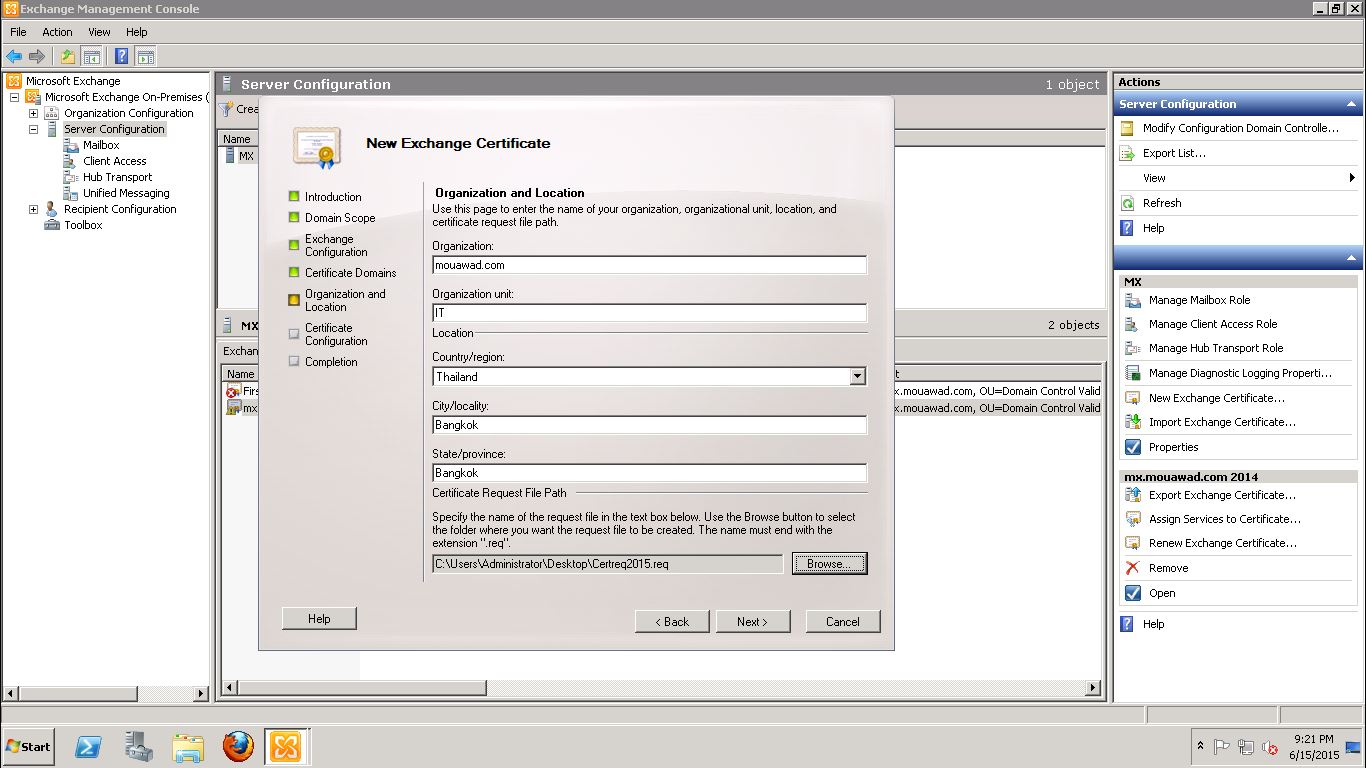 Exchange Management Console
File Action View Help
Microsoft Exchange
Microsoft Exchange On-Premises (
Organization Configuration
Server Configuration
Mailbox
Client Access
Hub Transport
Unified Messaging
Recipient Configuration
Toolbox
Server Configuration 1 object
Crea
Name
MX
MX 2 objects
Exchan
Name t
Firs x.mouawad.com, OU=Domain Control Valid
mx x.mouawad.com, OU=Domain Control Valid
New Exchange Certificate
Introduction
Domain Scope
Exchange
Configuration
Certificate Domains
Organization and
Location
Certificate
Configuration
Completion
Organization and Location
Use this page to enter the name of your organization, organizational unit, location, and
certificate request file path.
Organization:
mouawad.com
Organization unit:
IT
Location
Country/region:
Thailand
City/locality:
Bangkok
State/province:
Bangkok
Certificate Request File Path
Specify the name of the request file in the text box below. Use the Browse button to select
the folder where you want the request file to be created. The name must end with the
extension ".req".
C:\Users\Administrator\Desktop\Certreq2015.req
Browse...
Help
< Back
Next >
Cancel
Actions
Server Configuration
Modify Configuration Domain Controlle...
Export List...
View
Refresh
Help
MX
Manage Mailbox Role
Manage Client Access Role
Manage Hub Transport Role
Manage Diagnostic Logging Properti...
New Exchange Certificate...
Import Exchange Certificate...
Properties
mx.mouawad.com 2014
Export Exchange Certificate...
Assign Services to Certificate...
Renew Exchange Certificate...
Remove
Open
Help
Start
9:21 PM
6/15/2015